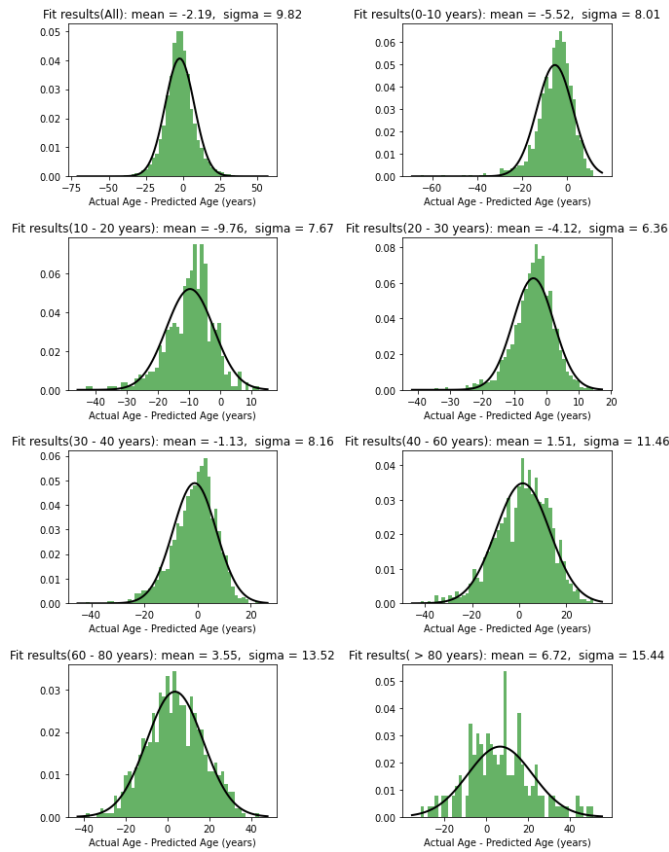 Fit results(All): mean = -2.19, sigma = 9.82
0.05
0.04
0.03
0.02
0.01
0.00
−75 −50 −25 0 25 50
Actual Age - Predicted Age (years)
Fit results(0-10 years): mean = -5.52, sigma = 8.01
0.06
0.05
0.04
0.03
0.02
0.01
0.00
−60 −40 −20 0
Actual Age - Predicted Age (years)
Fit results(10 - 20 years): mean = -9.76, sigma = 7.67
0.06
0.04
0.02
0.00
−40 −30 −20 −10 0 10
Actual Age - Predicted Age (years)
Fit results(20 - 30 years): mean = -4.12, sigma = 6.36
0.08
0.06
0.04
0.02
0.00
−40 −30 −20 −10 0 10 20
Actual Age - Predicted Age (years)
Fit results(30 - 40 years): mean = -1.13, sigma = 8.16
0.06
0.05
0.04
0.03
0.02
0.01
0.00
−40 −20 0 20
Actual Age - Predicted Age (years)
Fit results(40 - 60 years): mean = 1.51, sigma = 11.46
0.04
0.03
0.02
0.01
0.00
−40 −20 0 20
Actual Age - Predicted Age (years)
Fit results(60 - 80 years): mean = 3.55, sigma = 13.52
0.03
0.02
0.01
0.00
−40 −20 0 20 40
Actual Age - Predicted Age (years)
Fit results( > 80 years): mean = 6.72, sigma = 15.44
0.05
0.04
0.03
0.02
0.01
0.00
−20 0 20 40
Actual Age - Predicted Age (years)